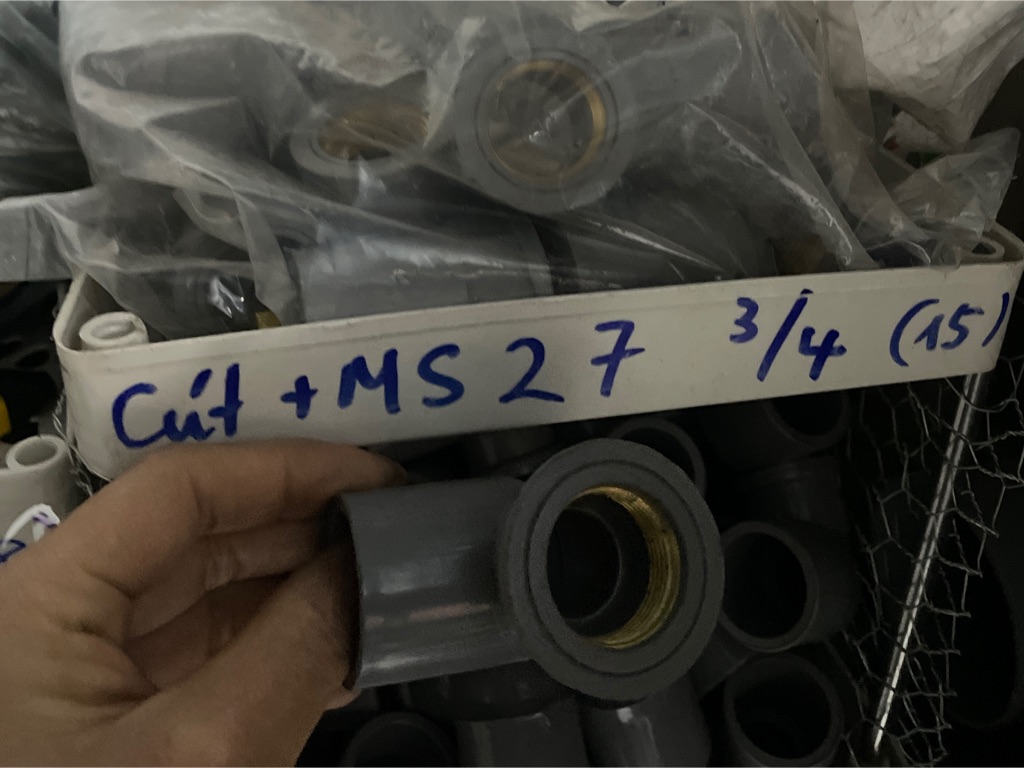 Cút + MS 27 3/4 (15)